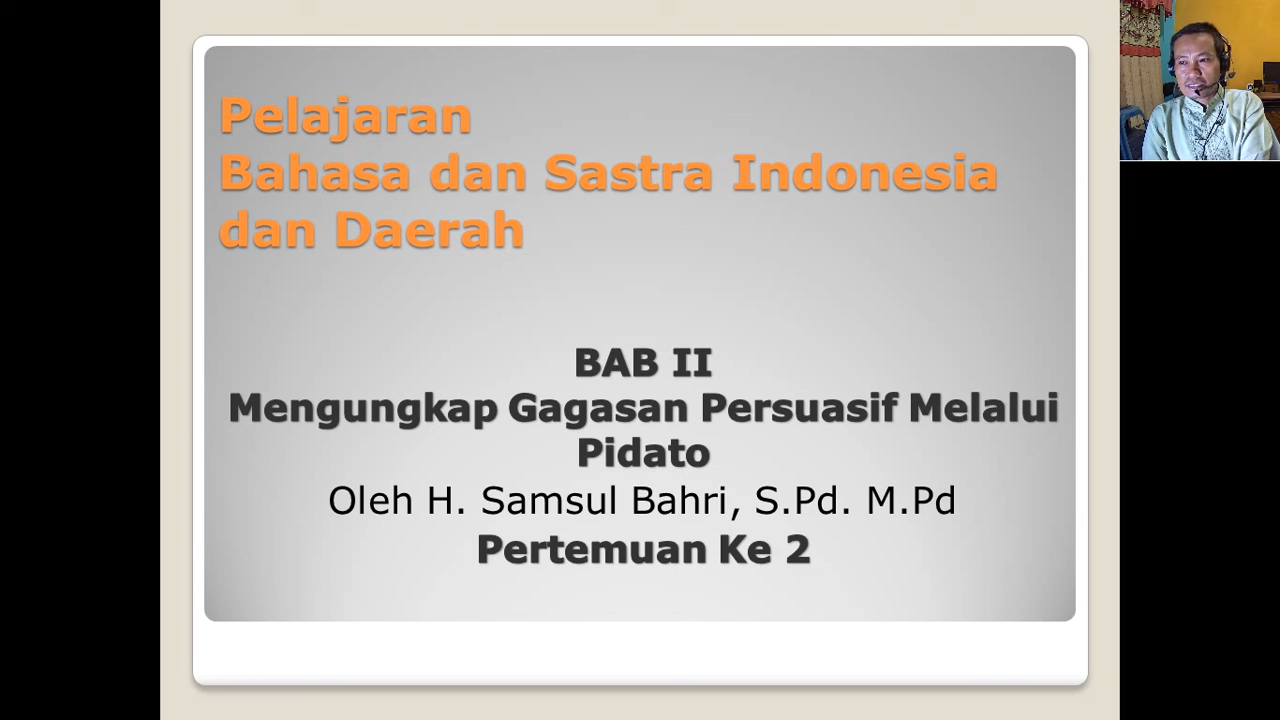 Pelajaran
Bahasa dan Sastra Indonesia
dan Daerah
BAB II
Mengungkap Gagasan Persuasif Melalui
Pidato
Oleh H. Samsul Bahri, S.Pd. M.Pd
Pertemuan Ke 2